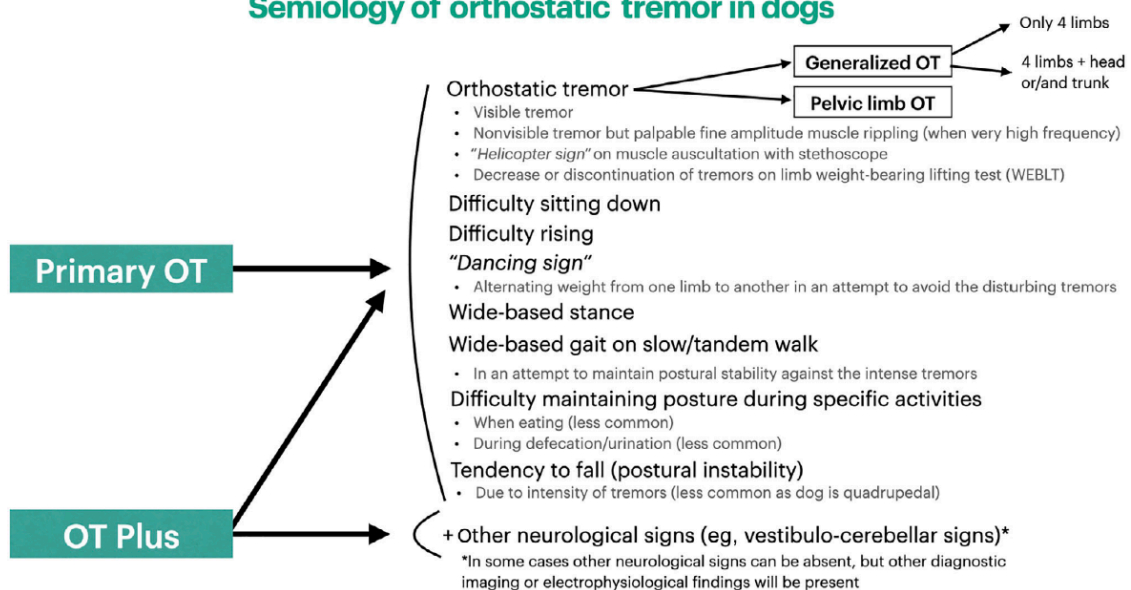 Semiology of orthostatic tremor in dogs
Only 4 limbs
Generalized OT
4 limbs + head
or/and trunk
Orthostatic tremor
Pelvic limb OT
• Visible tremor
• Nonvisible tremor but palpable fine amplitude muscle rippling (when very high frequency)
• "Helicopter sign" on muscle auscultation with stethoscope
• Decrease or discontinuation of tremors on limb weight-bearing lifting test (WEBLT)
Difficulty sitting down
Difficulty rising
Primary OT
"Dancing sign"
• Alternating weight from one limb to another in an attempt to avoid the disturbing tremors
Wide-based stance
Wide-based gait on slow/tandem walk
• In an attempt to maintain postural stability against the intense tremors
Difficulty maintaining posture during specific activities
• When eating (less common)
• During defecation/urination (less common)
Tendency to fall (postural instability)
• Due to intensity of tremors (less common as dog is quadrupedal)
OT Plus
+ Other neurological signs (eg, vestibulo-cerebellar signs)*
*In some cases other neurological signs can be absent, but other diagnostic
imaging or electrophysiological findings will be present